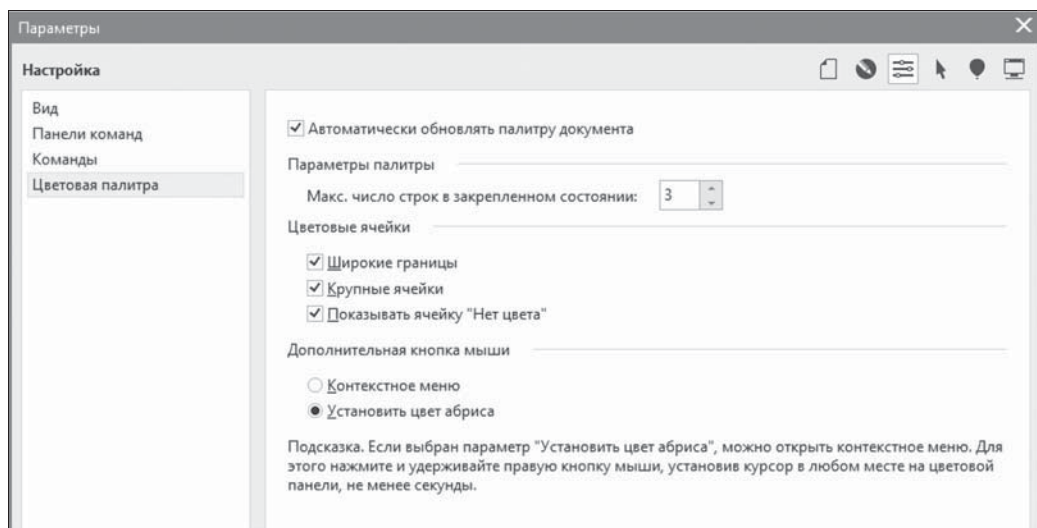 Параметры
Настройка
Вид
Панели команд
Команды
Цветовая палитра
Автоматически обновлять палитру документа
Параметры палитры
Макс. число строк в закрепленном состоянии: 3
Цветовые ячейки
Широкие границы
Крупные ячейки
Показывать ячейку "Нет цвета"
Дополнительная кнопка мыши
Контекстное меню
Установить цвет абриса
Подсказка. Если выбран параметр "Установить цвет абриса", можно открыть контекстное меню. Для
этого нажмите и удерживайте правую кнопку мыши, установив курсор в любом месте на цветовой
панели, не менее секунды.